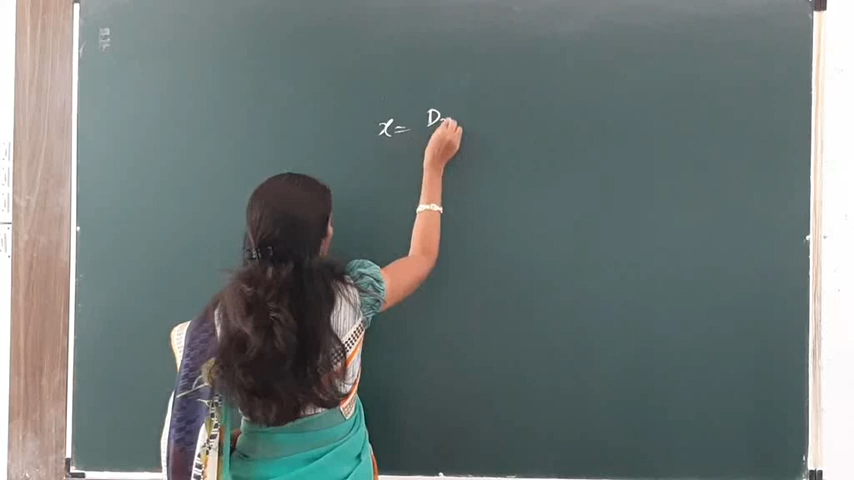 x = D